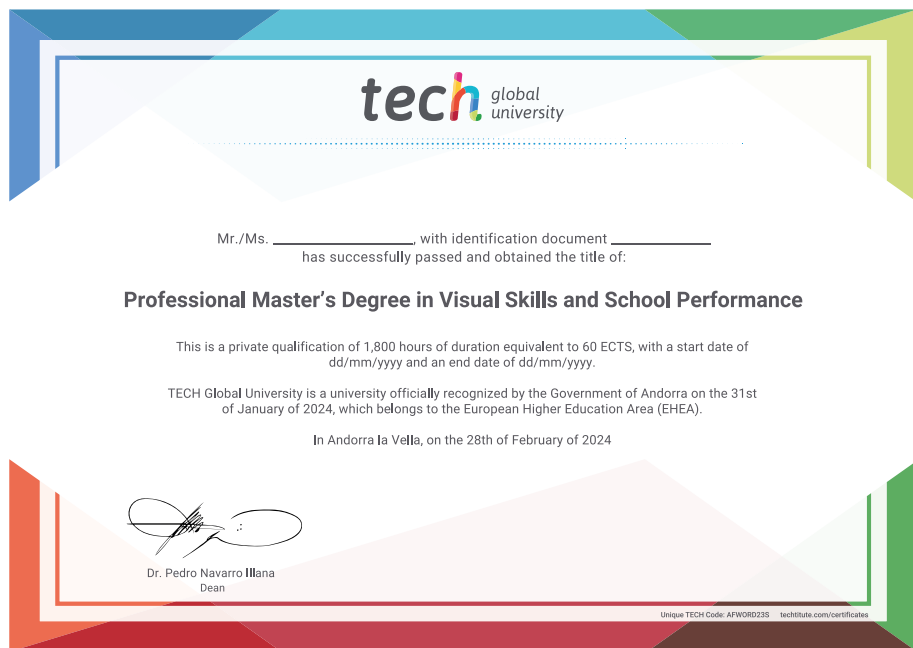 tech global university
Mr./Ms. ____________________, with identification document ______________
has successfully passed and obtained the title of:
Professional Master's Degree in Visual Skills and School Performance
This is a private qualification of 1,800 hours of duration equivalent to 60 ECTS, with a start date of
dd/mm/yyyy and an end date of dd/mm/yyyy.
TECH Global University is a university officially recognized by the Government of Andorra on the 31st
of January of 2024, which belongs to the European Higher Education Area (EHEA).
In Andorra la Vella, on the 28th of February of 2024
Dr. Pedro Navarro Illana
Dean
Unique TECH Code: AFWORD23S techtitute.com/certificates